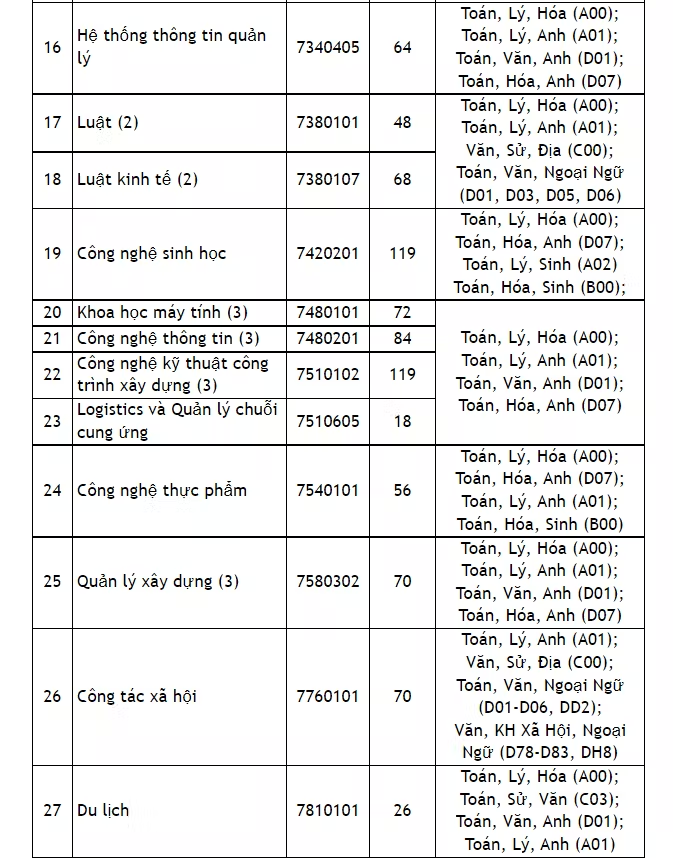 16
Hệ thống thông tin quản
lý
7340405
64
Toán, Lý, Hóa (A00);
Toán, Lý, Anh (A01);
Toán, Văn, Anh (D01);
Toán, Hóa, Anh (D07)
17
Luật (2)
7380101
48
Toán, Lý, Hóa (A00);
Toán, Lý, Anh (A01);
Văn, Sử, Địa (C00);
Toán, Văn, Ngoại Ngữ
(D01, D03, D05, D06)
18
Luật kinh tế (2)
7380107
68
19
Công nghệ sinh học
7420201
119
Toán, Lý, Hóa (A00);
Toán, Hóa, Anh (D07);
Toán, Lý, Sinh (A02)
Toán, Hóa, Sinh (B00);
20
Khoa học máy tính (3)
7480101
72
Toán, Lý, Hóa (A00);
Toán, Lý, Anh (A01);
Toán, Văn, Anh (D01);
Toán, Hóa, Anh (D07)
21
Công nghệ thông tin (3)
7480201
84
22
Công nghệ kỹ thuật công
trình xây dựng (3)
7510102
119
23
Logistics và Quản lý chuỗi
cung ứng
7510605
18
24
Công nghệ thực phẩm
7540101
56
Toán, Lý, Hóa (A00);
Toán, Hóa, Anh (D07);
Toán, Lý, Anh (A01);
Toán, Hóa, Sinh (B00)
25
Quản lý xây dựng (3)
7580302
70
Toán, Lý, Hóa (A00);
Toán, Lý, Anh (A01);
Toán, Văn, Anh (D01);
Toán, Hóa, Anh (D07)
26
Công tác xã hội
7760101
70
Toán, Lý, Anh (A01);
Văn, Sử, Địa (C00);
Toán, Văn, Ngoại Ngữ
(D01-D06, DD2);
Văn, KH Xã Hội, Ngoại
Ngữ (D78-D83, DH8)
27
Du lịch
7810101
26
Toán, Lý, Hóa (A00);
Toán, Sử, Văn (C03);
Toán, Văn, Anh (D01);
Toán, Lý, Anh (A01)